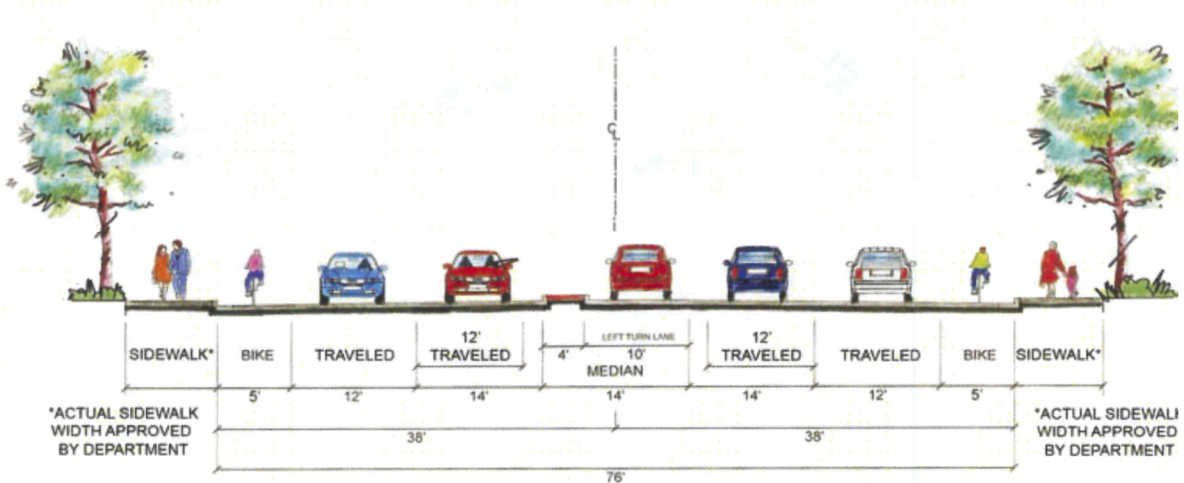 CL
12'
LEFT TURN LANE
12'
SIDEWALK*
BIKE
TRAVELED
TRAVELED
4'
10'
TRAVELED
TRAVELED
BIKE
SIDEWALK*
MEDIAN
5'
12'
14'
14'
14'
12'
5'
*ACTUAL SIDEWALK
WIDTH APPROVED
BY DEPARTMENT
*ACTUAL SIDEWALK
WIDTH APPROVED
BY DEPARTMENT
38'
38'
76'